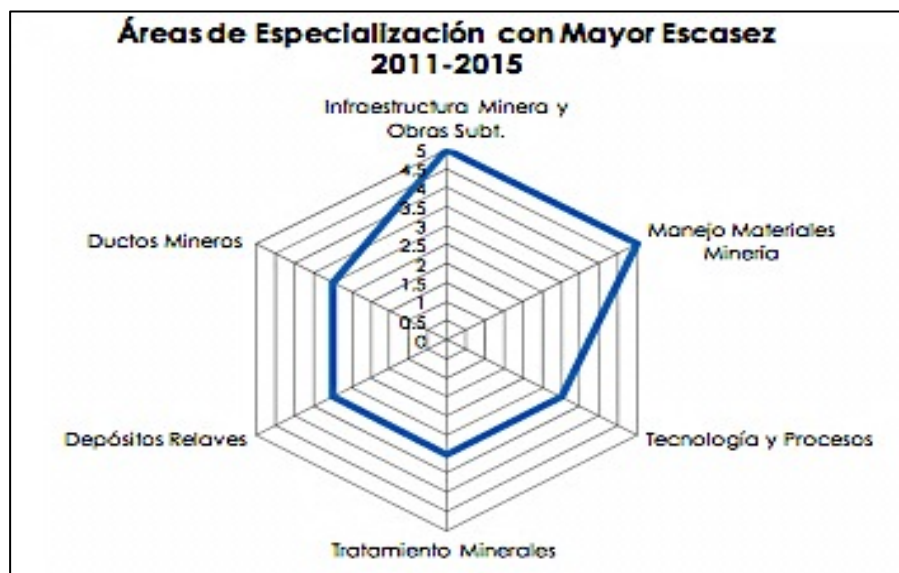 Áreas de Especialización con Mayor Escasez
2011-2015
Infraestructura Minera y
Obras Subt.
5
4.5
4
3.5
3
2.5
2
1.5
1
0.5
0
Ductos Mineros
Manejo Materiales
Minería
Depósitos Relaves
Tecnología y Procesos
Tratamiento Minerales